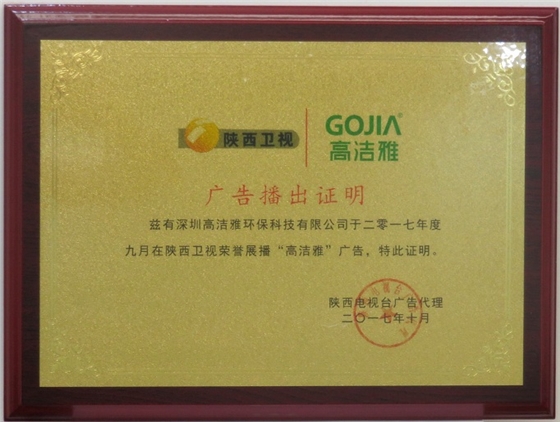 陕西卫视
GOJIA®
高洁雅
广告播出证明
兹有深圳高洁雅环保科技有限公司于二零一七年度
九月在陕西卫视荣誉展播“高洁雅”广告，特此证明。
陕西电视台广告代理
二〇一七年十月